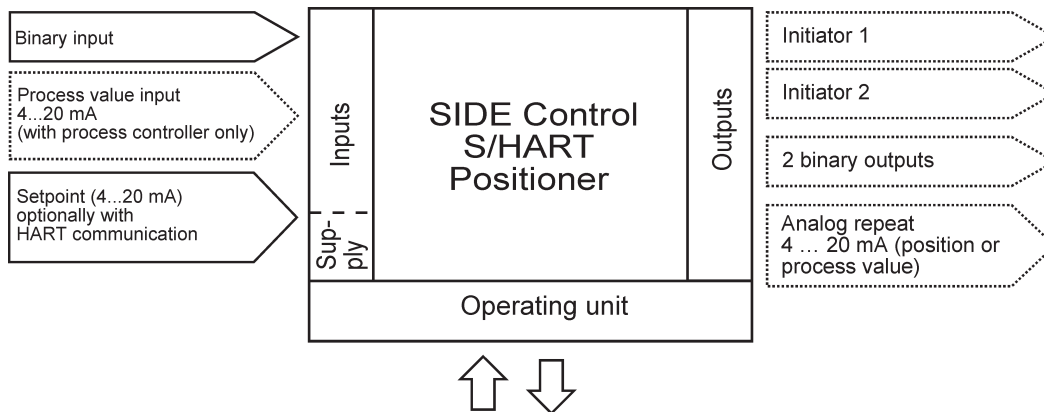 Binary input
Process value input
4...20 mA
(with process controller only)
Setpoint (4...20 mA)
optionally with
HART communication
Inputs
Sup-
ply
SIDE Control
S/HART
Positioner
Outputs
Operating unit
Initiator 1
Initiator 2
2 binary outputs
Analog repeat
4 ... 20 mA (position or
process value)